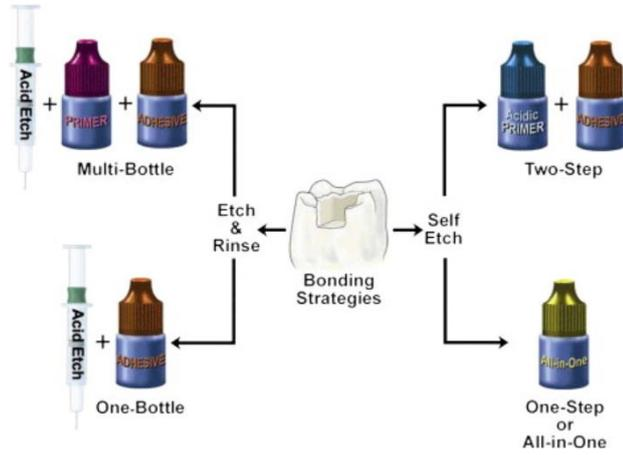 Acid Etch
+
PRIMER
+
ADHESIVE
Multi-Bottle
Acidic
PRIMER
+
ADHESIVE
Two-Step
Etch
&
Rinse
Self
Etch
Bonding
Strategies
Acid Etch
+
ADHESIVE
One-Bottle
All-in-One
One-Step
or
All-in-One